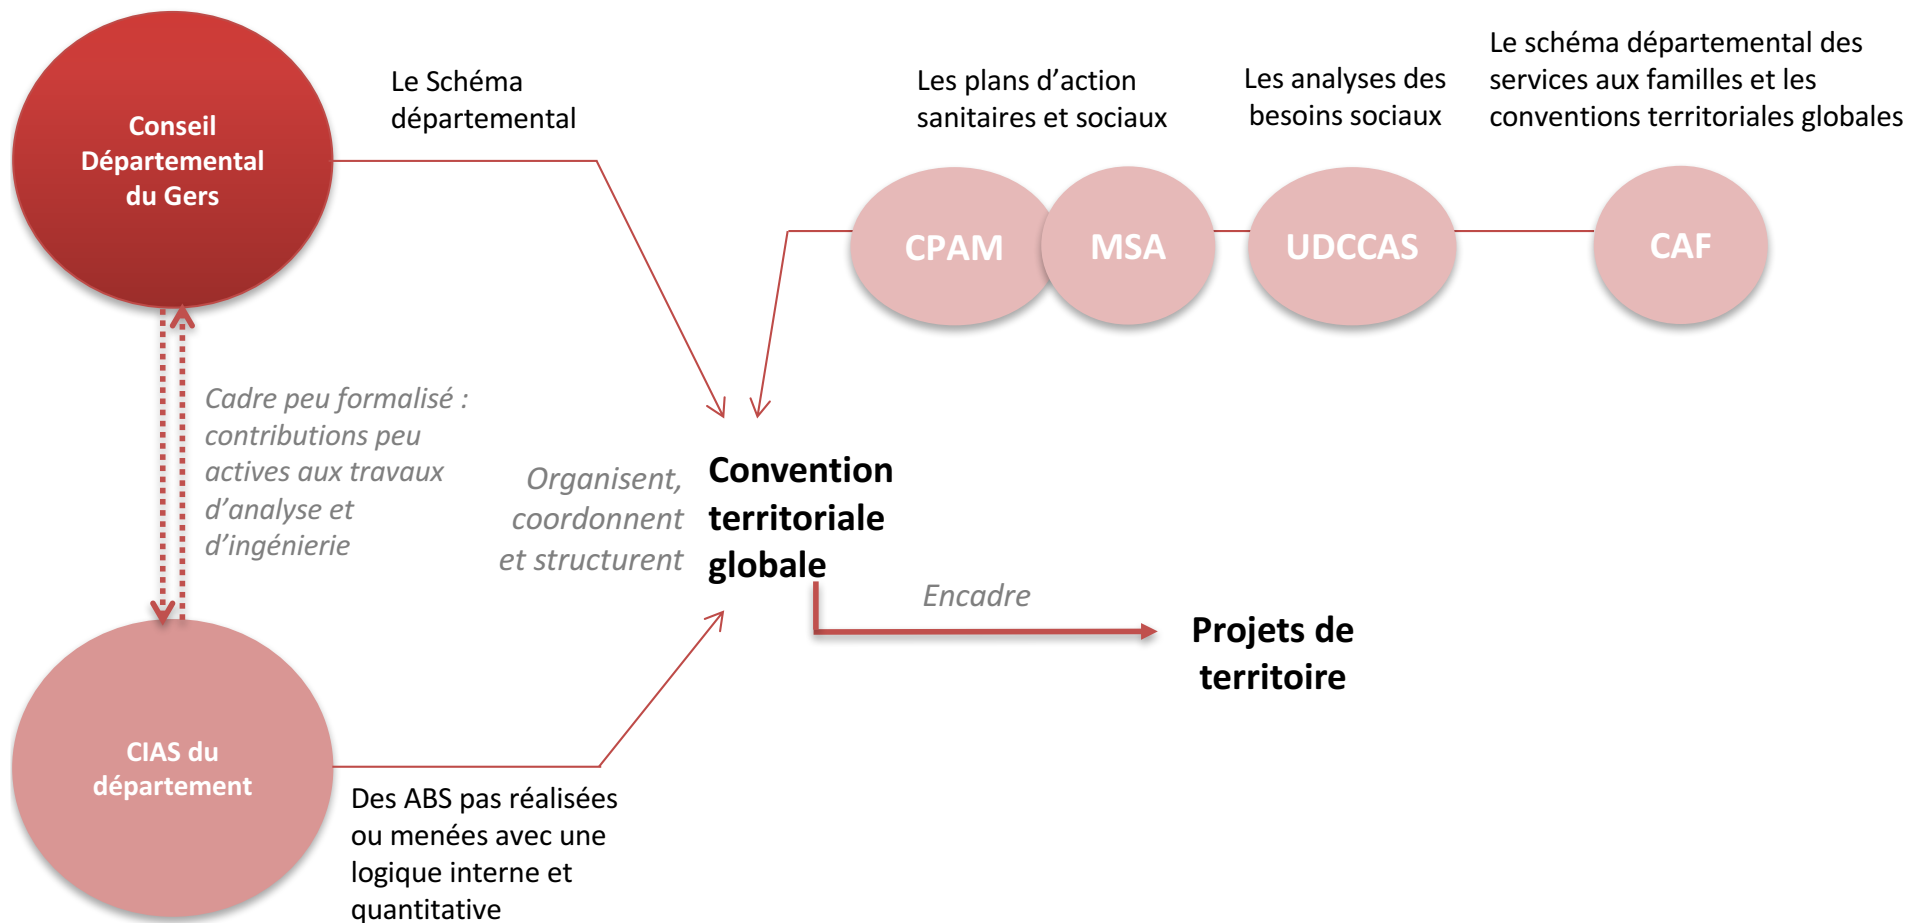 Conseil
Départemental
du Gers
Le Schéma
départemental
Les plans d’action
sanitaires et sociaux
Les analyses des
besoins sociaux
Le schéma départemental des
services aux familles et les
conventions territoriales globales
CPAM
MSA
UDCCAS
CAF
Cadre peu formalisé :
contributions peu
actives aux travaux
d’analyse et
d’ingénierie
Organisent,
coordonnent
et structurent
Convention
territoriale
globale
Encadre
Projets de
territoire
CIAS du
département
Des ABS pas réalisées
ou menées avec une
logique interne et
quantitative